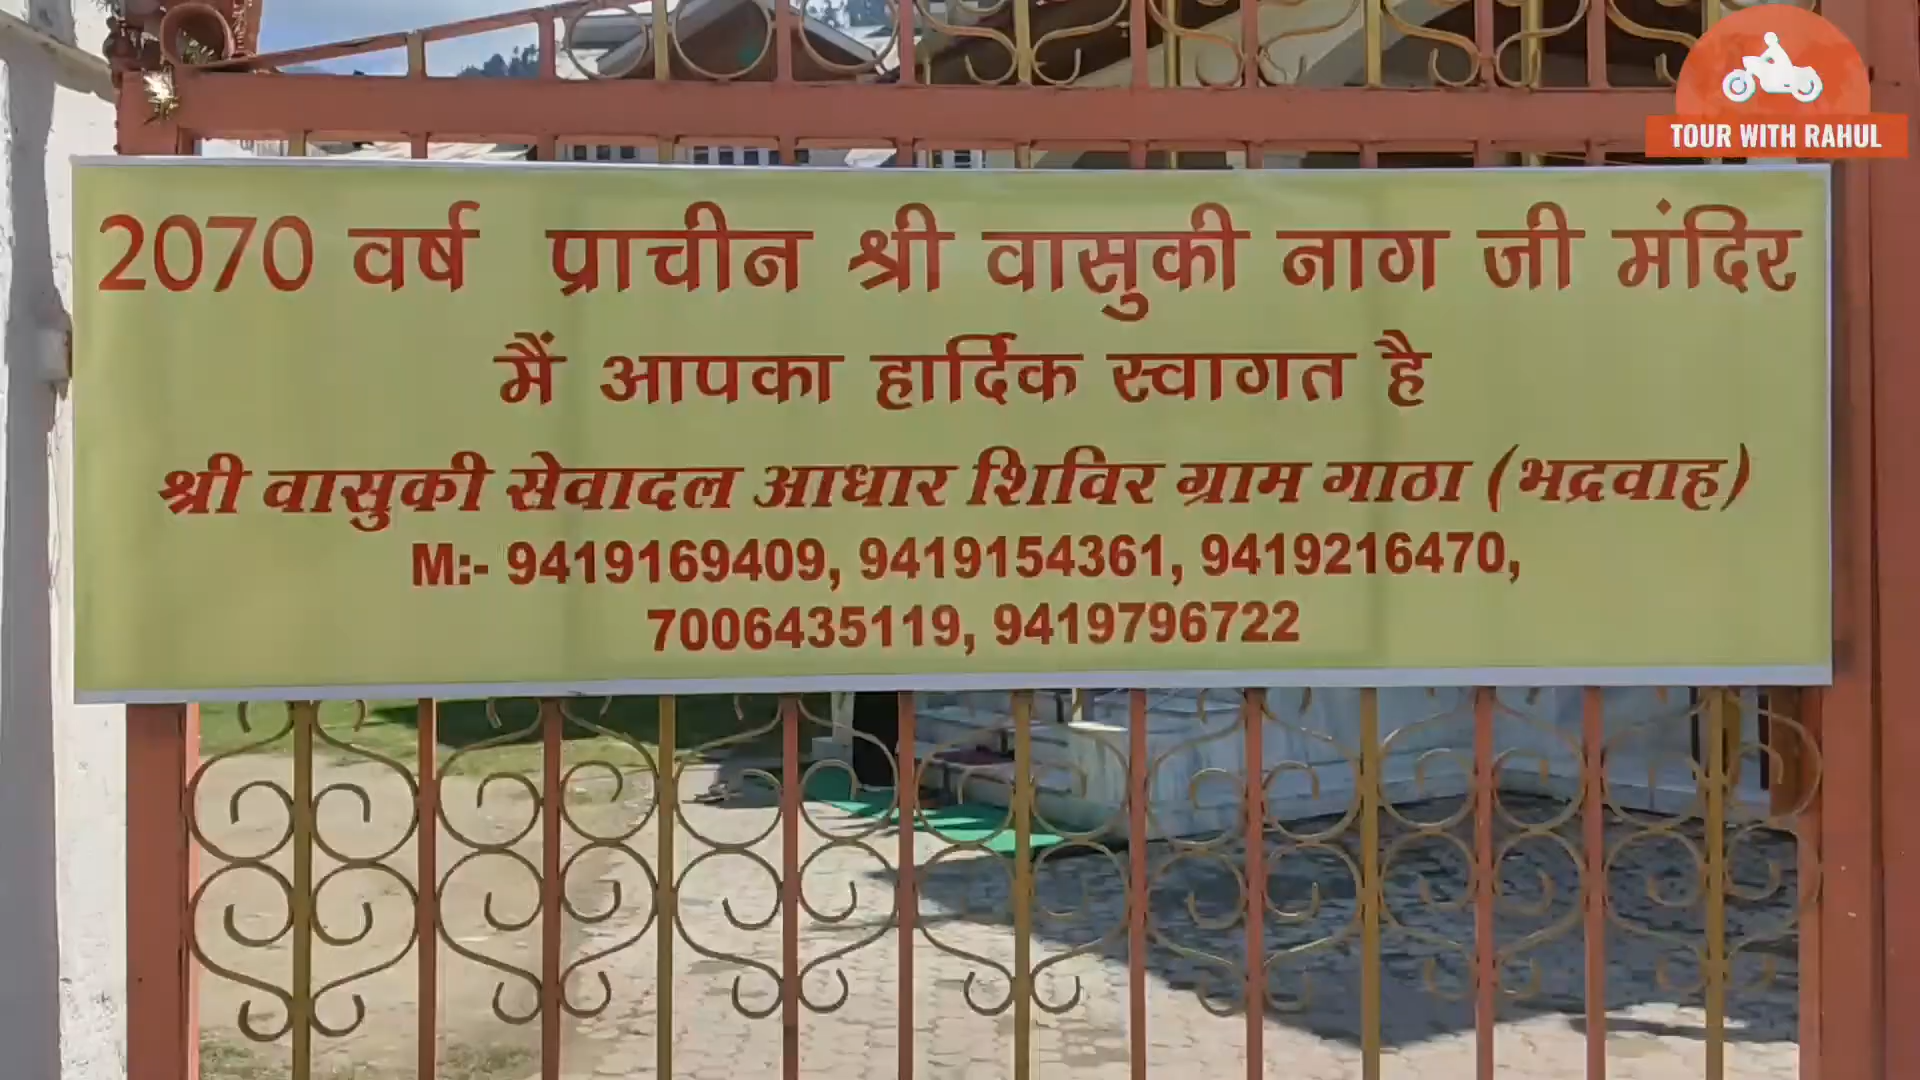 TOUR WITH RAHUL
2070 वर्ष प्राचीन श्री वासुकी नाग जी मंदिर
मैं आपका हार्दिक स्वागत है
श्री वासुकी सेवादल आधार शिविर ग्राम गाठा (भद्रवाह)
M:- 9419169409, 9419154361, 9419216470,
7006435119, 9419796722